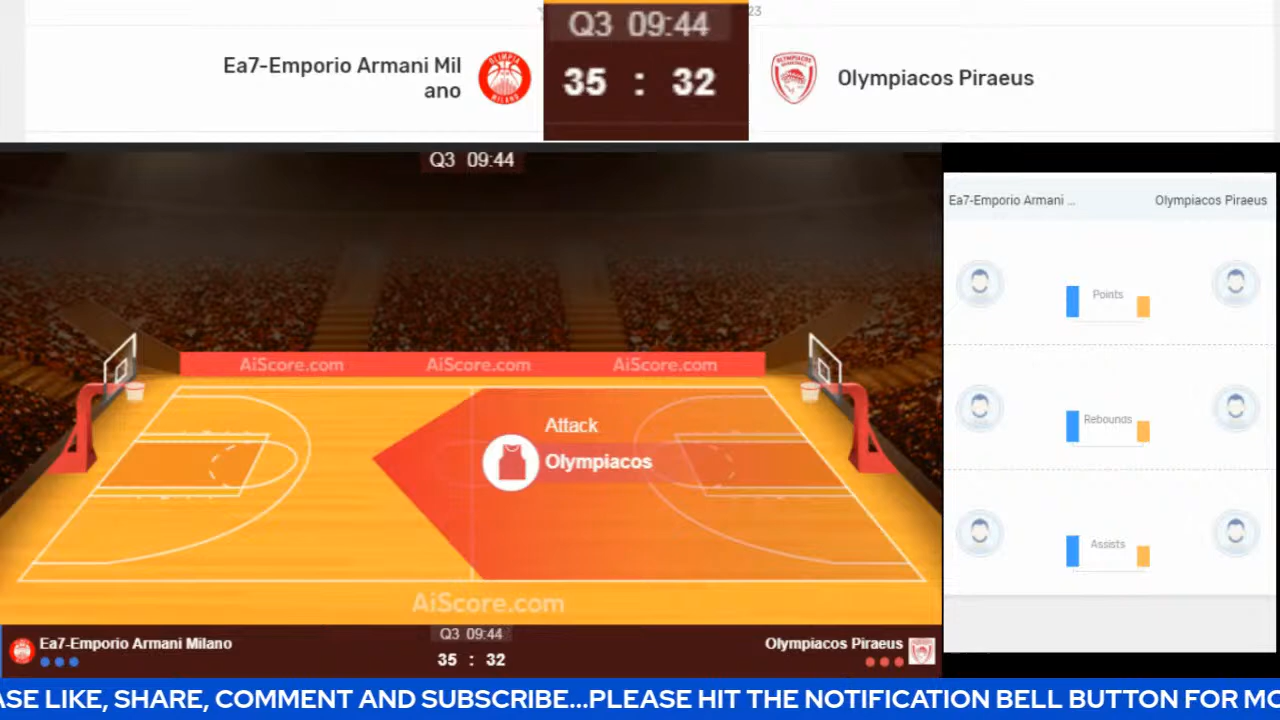 23
Q3 09:44
Ea7-Emporio Armani Mil
ano
35 : 32
Olympiacos Piraeus
Q3 09:44
Ea7-Emporio Armani ...
Olympiacos Piraeus
Points
AiScore.com
AiScore.com
AiScore.com
Attack
Olympiacos
Rebounds
Assists
AiScore.com
Ea7-Emporio Armani Milano
Q3 09:44
35 : 32
Olympiacos Piraeus
ASE LIKE, SHARE, COMMENT AND SUBSCRIBE...PLEASE HIT THE NOTIFICATION BELL BUTTON FOR MO